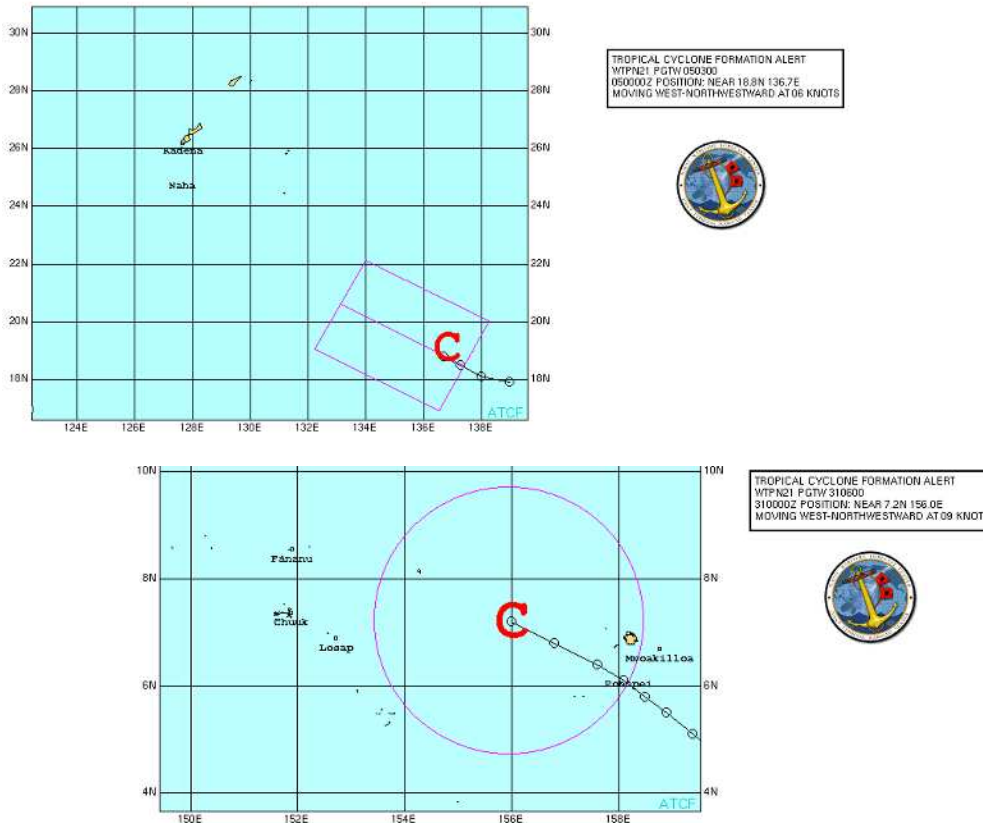 30N 30N
28N 28N
26N 26N
24N 24N
22N 22N
20N 20N
18N 18N
Kadena
Naha
C
ATCF
124E 126E 128E 130E 132E 134E 136E 138E
TROPICAL CYCLONE FORMATION ALERT
WTPN21 PGTW 050300
050000Z POSITION: NEAR 18.8N 136.7E
MOVING WEST-NORTHWESTWARD AT 06 KNOTS
10N 10N
8N 8N
6N 6N
4N 4N
Fananu
Chuuk
Losap
C
Mwoakilloa
ATCF
150E 152E 154E 156E 158E
TROPICAL CYCLONE FORMATION ALERT
WTPN21 PGTW 310600
310000Z POSITION: NEAR 7.2N 156.0E
MOVING WEST-NORTHWESTWARD AT 09 KNOT